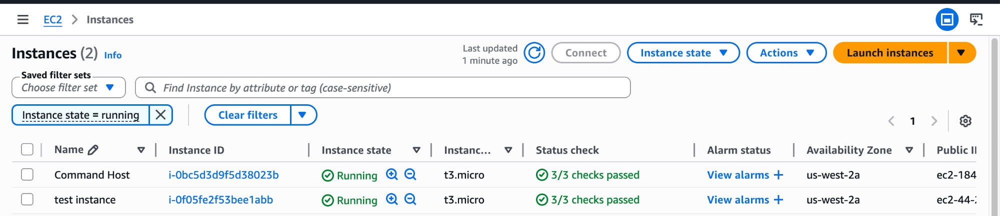 EC2 > Instances
Instances (2) Info
Last updated
1 minute ago
Connect
Instance state
Actions
Launch instances
Saved filter sets
Choose filter set
Find Instance by attribute or tag (case-sensitive)
Instance state = running
Clear filters
1
Name Instance ID Instance state Instanc... Status check Alarm status Availability Zone Public
Command Host i-0bc5d3d9f5d38023b Running t3.micro 3/3 checks passed View alarms + us-west-2a ec2-184
test instance i-0f05fe2f53bee1abb Running t3.micro 3/3 checks passed View alarms + us-west-2a ec2-44-